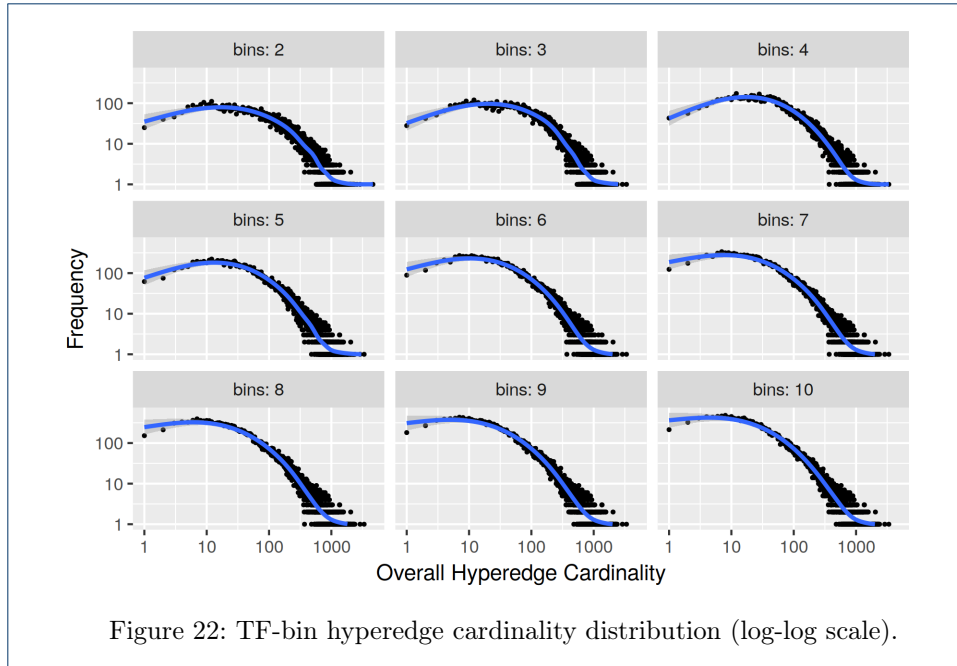 bins: 2 bins: 3 bins: 4
100
10
1
bins: 5 bins: 6 bins: 7
100
10
1
bins: 8 bins: 9 bins: 10
100
10
1
1 10 100 1000 1 10 100 1000 1 10 100 1000
Frequency
Overall Hyperedge Cardinality
Figure 22: TF-bin hyperedge cardinality distribution (log-log scale).